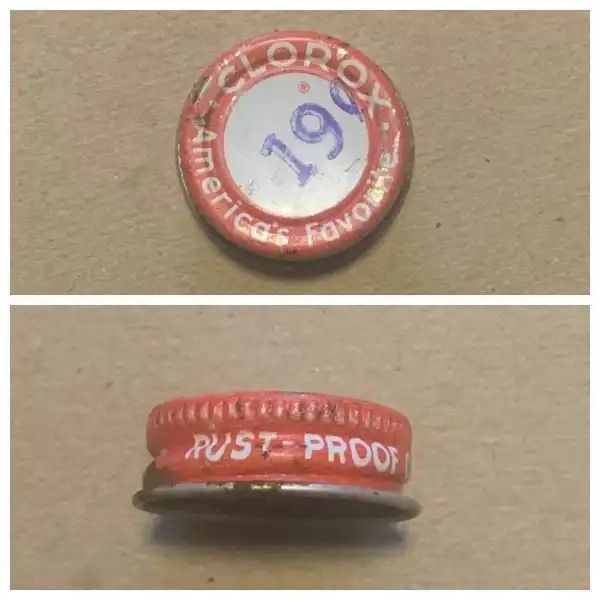 CLOROX
®
19¢
America's Favorite
RUST-PROOF